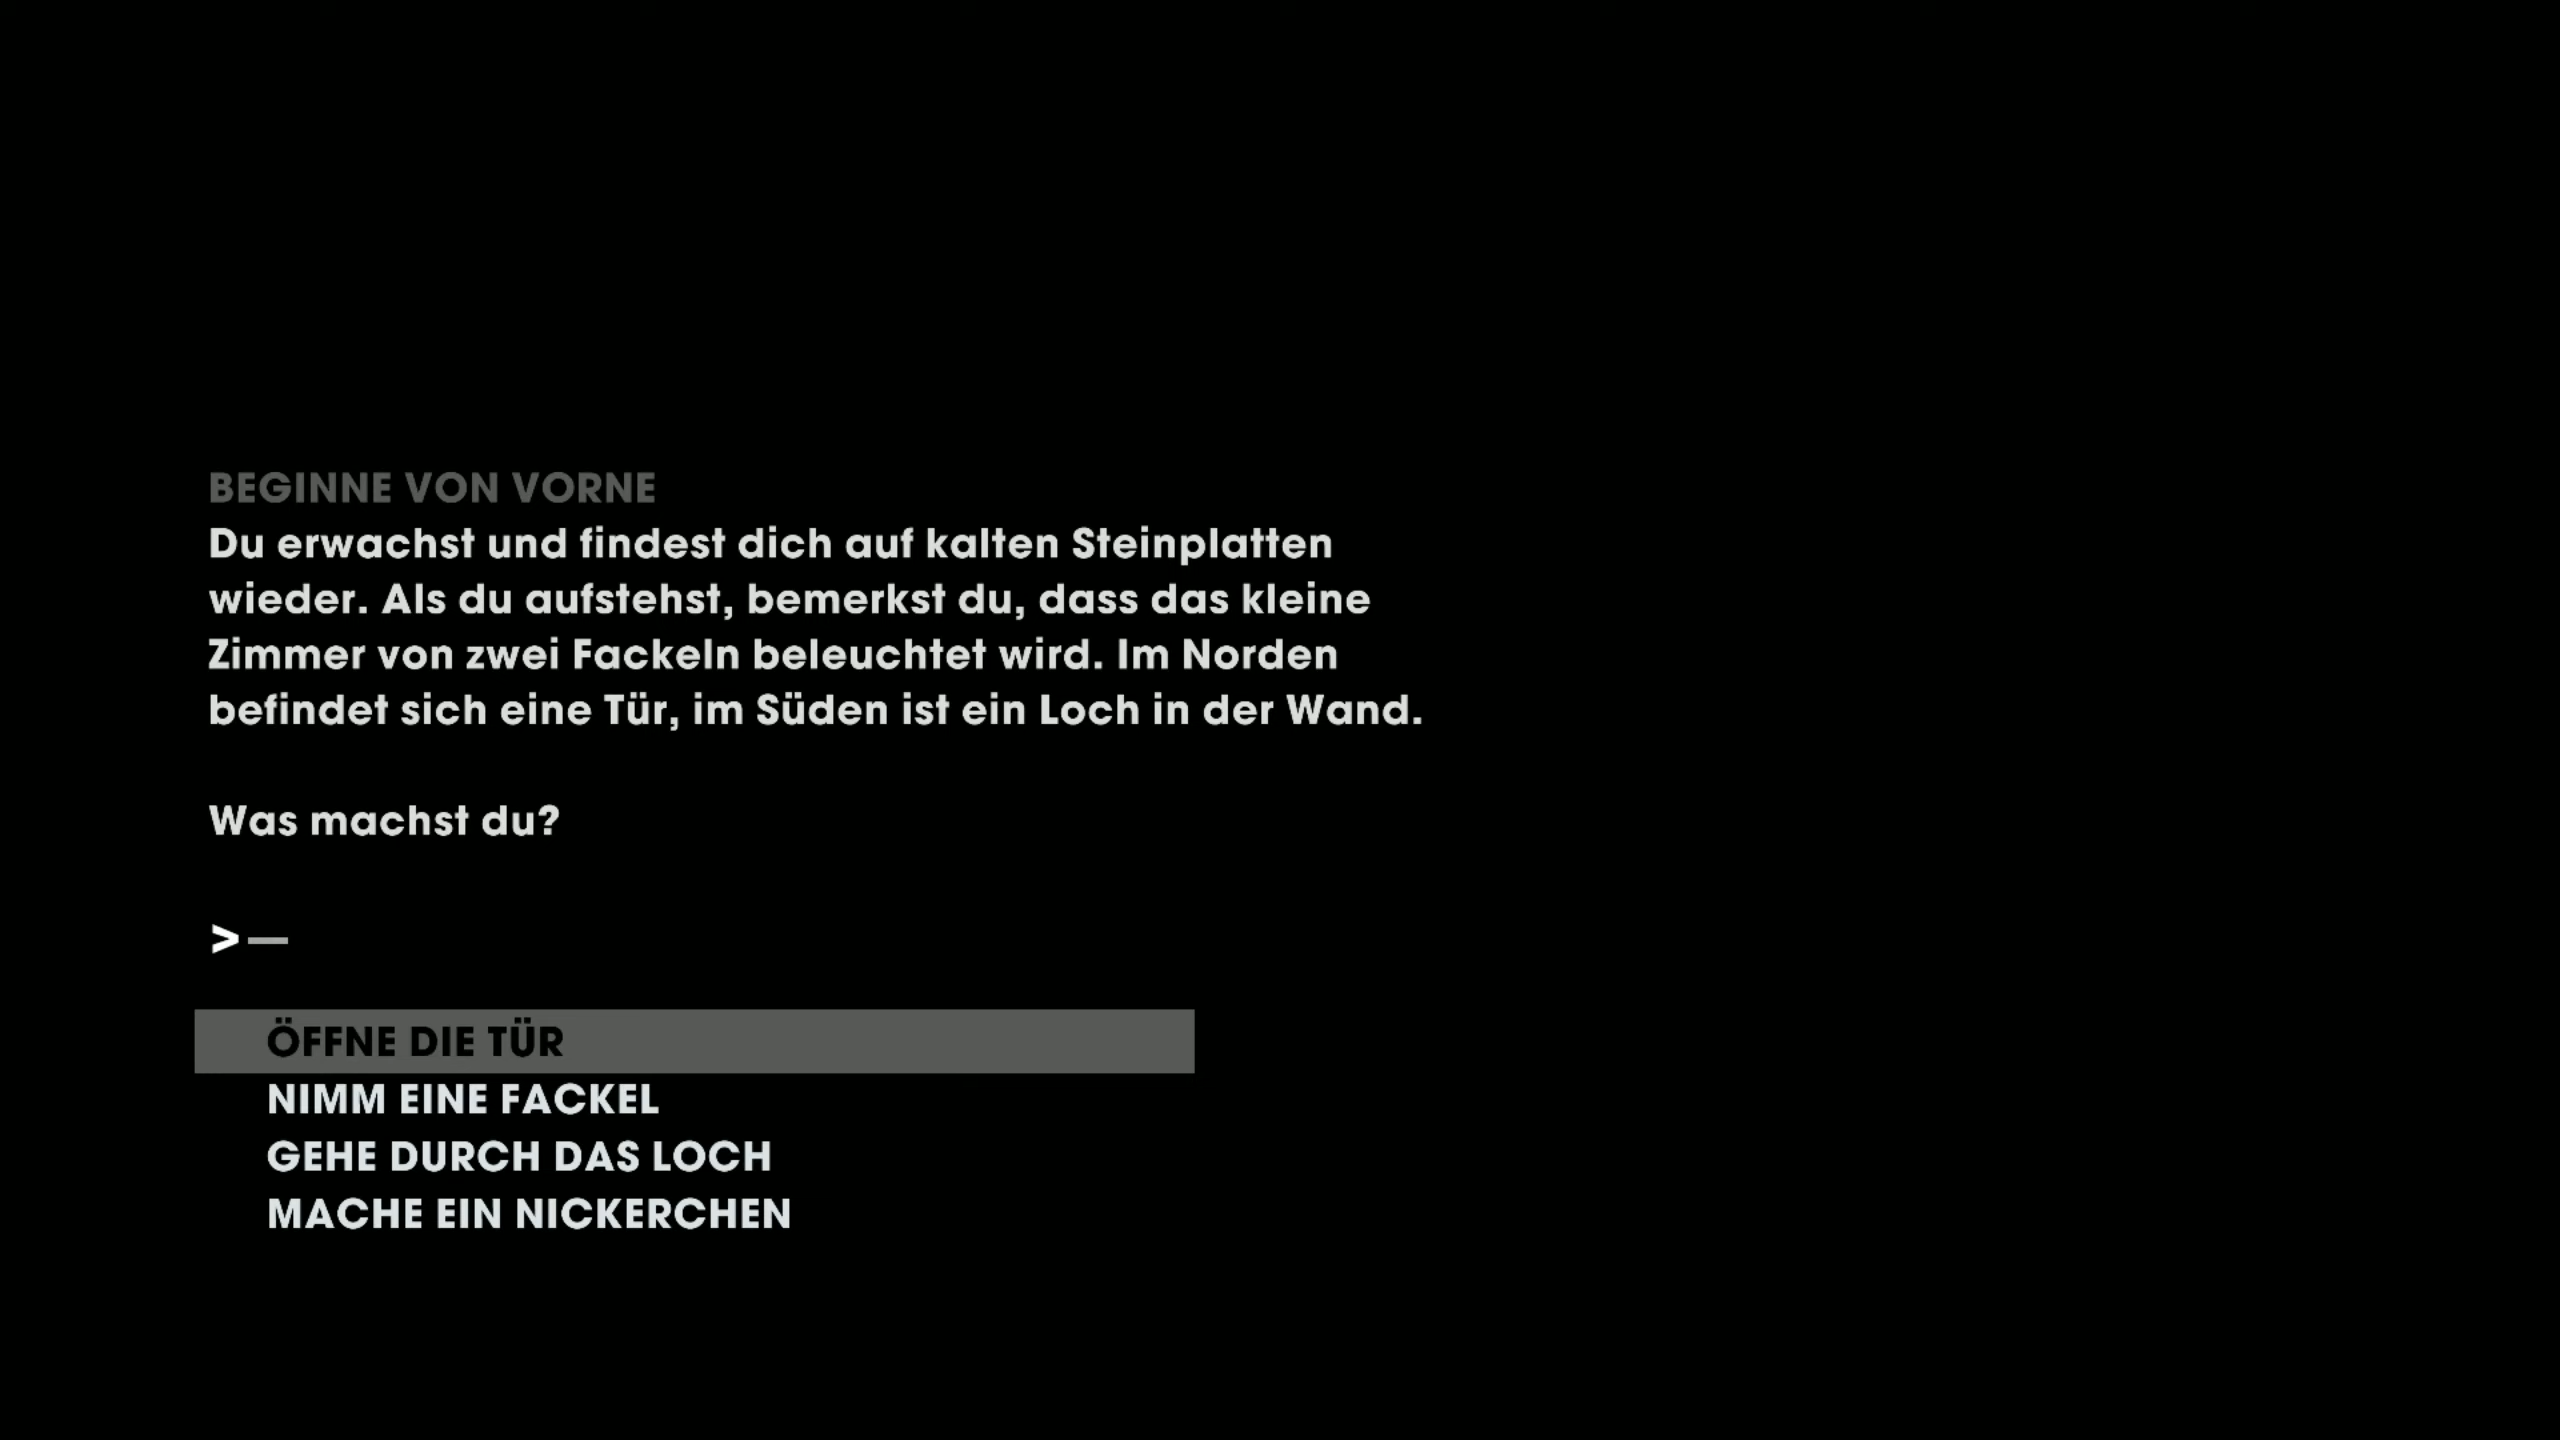 BEGINNE VON VORNE
Du erwachst und findest dich auf kalten Steinplatten
wieder. Als du aufstehst, bemerkst du, dass das kleine
Zimmer von zwei Fackeln beleuchtet wird. Im Norden
befindet sich eine Tür, im Süden ist ein Loch in der Wand.
Was machst du?
>—
ÖFFNE DIE TÜR
NIMM EINE FACKEL
GEHE DURCH DAS LOCH
MACHE EIN NICKERCHEN